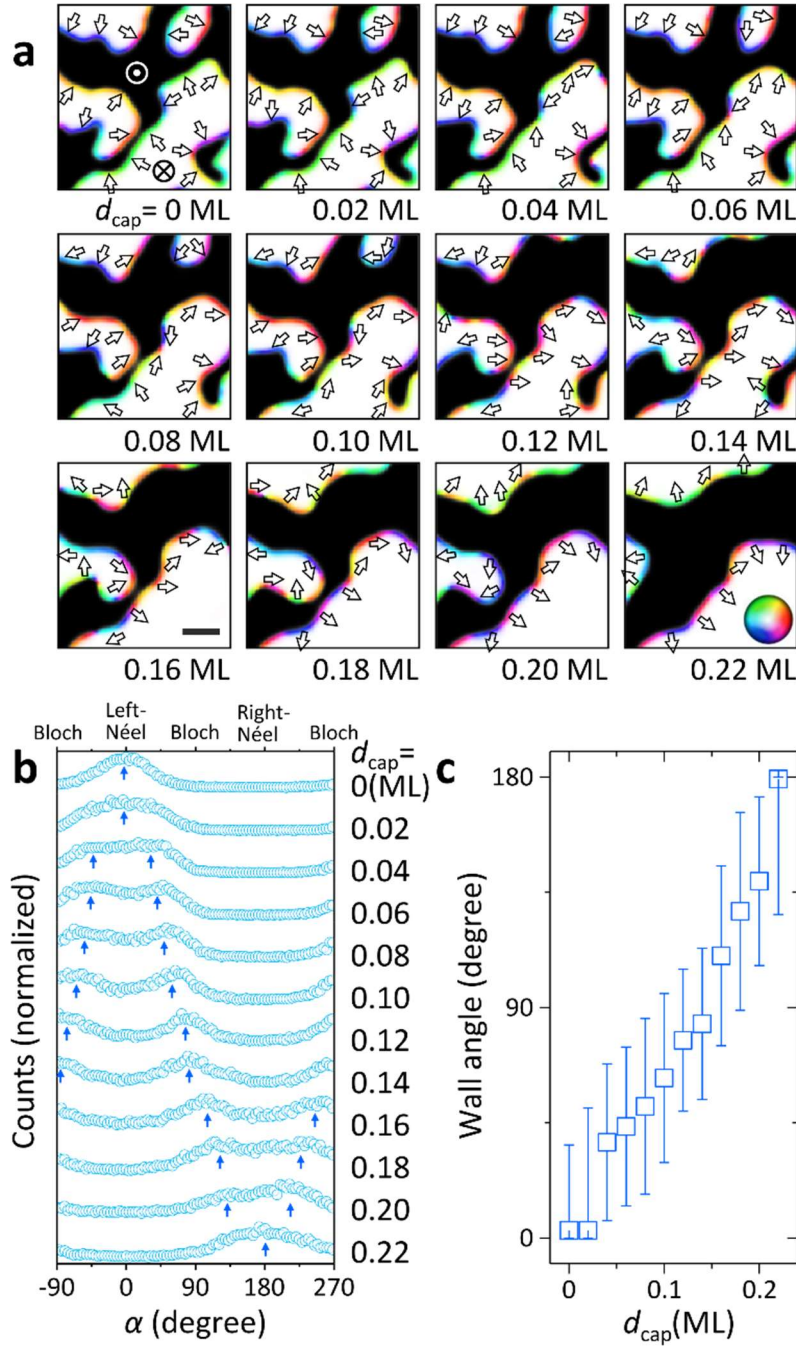 a
d_cap= 0 ML 0.02 ML 0.04 ML 0.06 ML
0.08 ML 0.10 ML 0.12 ML 0.14 ML
0.16 ML 0.18 ML 0.20 ML 0.22 ML
b
Bloch Left-Néel Bloch Right-Néel Bloch
d_cap=
0(ML)
0.02
0.04
0.06
0.08
0.10
0.12
0.14
0.16
0.18
0.20
0.22
Counts (normalized)
-90 0 90 180 270
α (degree)
c
180
90
0
Wall angle (degree)
0 0.1 0.2
d_cap(ML)